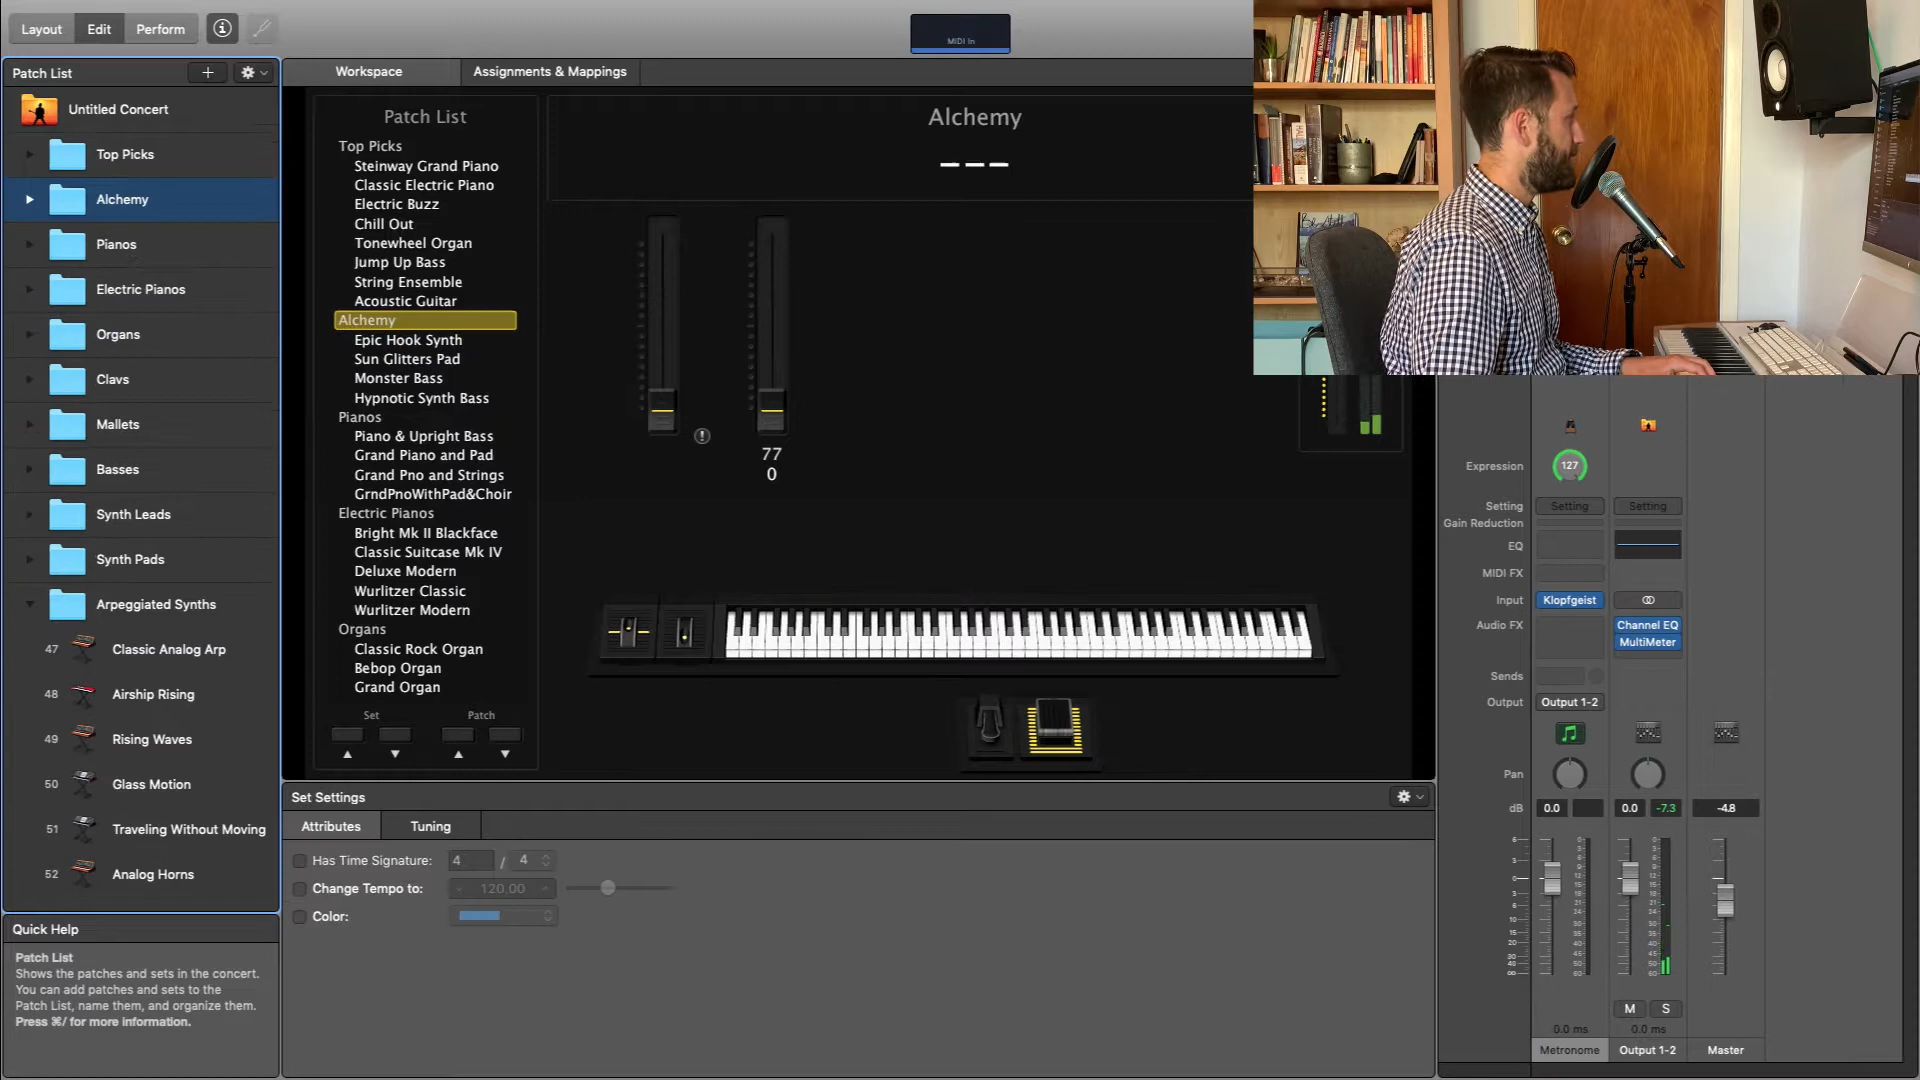 Layout Edit Perform
MIDI In
Patch List
Untitled Concert
Top Picks
Alchemy
Pianos
Electric Pianos
Organs
Clavs
Mallets
Basses
Synth Leads
Synth Pads
Arpeggiated Synths
47 Classic Analog Arp
48 Airship Rising
49 Rising Waves
50 Glass Motion
51 Traveling Without Moving
52 Analog Horns
Quick Help
Patch List
Shows the patches and sets in the concert.
You can add patches and sets to the
Patch List, name them, and organize them.
Press ⌘/ for more information.
Workspace Assignments & Mappings
Patch List
Top Picks
Steinway Grand Piano
Classic Electric Piano
Electric Buzz
Chill Out
Tonewheel Organ
Jump Up Bass
String Ensemble
Acoustic Guitar
Alchemy
Epic Hook Synth
Sun Glitters Pad
Monster Bass
Hypnotic Synth Bass
Pianos
Piano & Upright Bass
Grand Piano and Pad
Grand Pno and Strings
GrndPnoWithPad&Choir
Electric Pianos
Bright Mk II Blackface
Classic Suitcase Mk IV
Deluxe Modern
Wurlitzer Classic
Wurlitzer Modern
Organs
Classic Rock Organ
Bebop Organ
Grand Organ
Set Patch
Alchemy
---
77
0
Set Settings
Attributes Tuning
Has Time Signature: 4 / 4
Change Tempo to: 120.00
Color:
Expression 127
Setting Setting Setting
Gain Reduction
EQ
MIDI FX
Input Klopfgeist
Audio FX Channel EQ
MultiMeter
Sends
Output Output 1-2
Pan
dB 0.0 0.0 -7.3 -4.8
M S
0.0 ms 0.0 ms
Metronome Output 1-2 Master